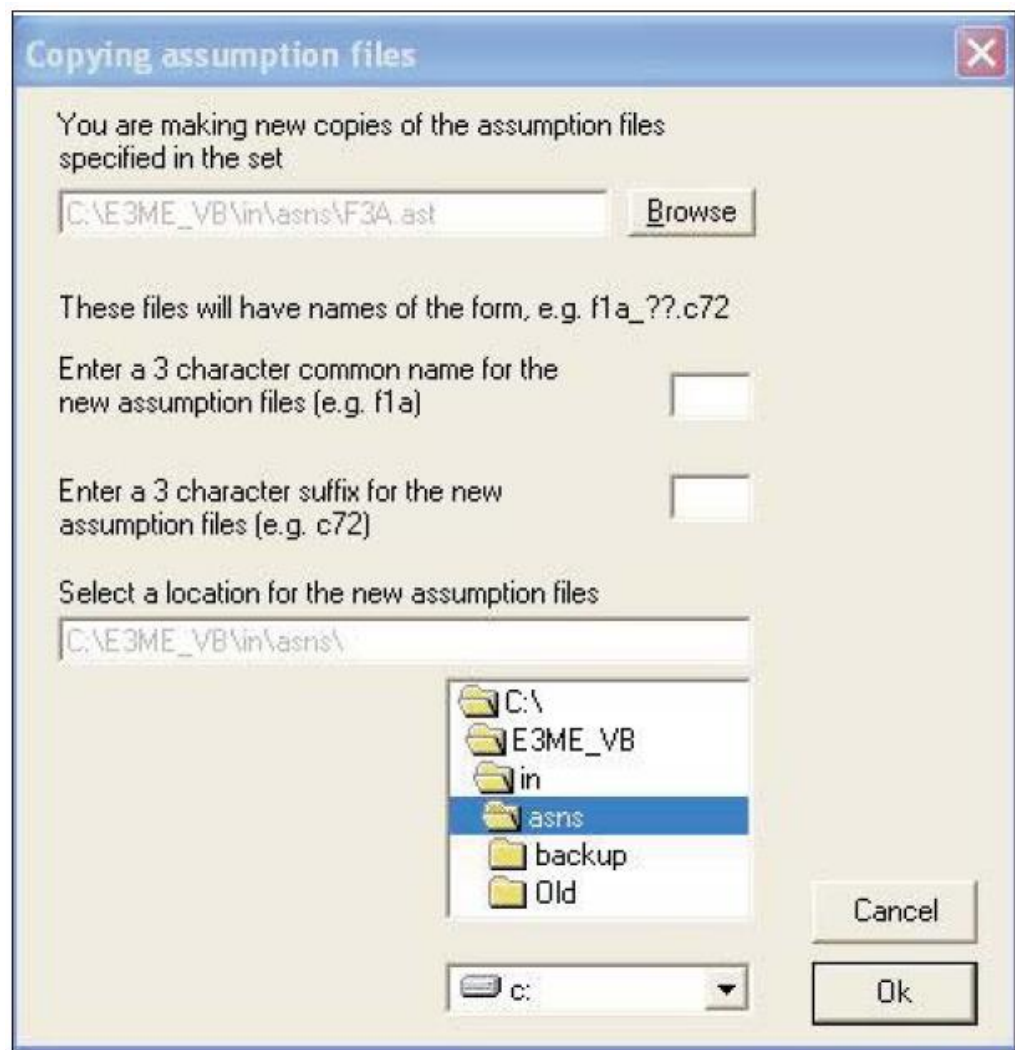 Copying assumption files
You are making new copies of the assumption files
specified in the set
C:\E3ME_VB\in\asns\F3A.ast
Browse
These files will have names of the form, e.g. f1a_??.c72
Enter a 3 character common name for the
new assumption files (e.g. f1a)
Enter a 3 character suffix for the new
assumption files (e.g. c72)
Select a location for the new assumption files
C:\E3ME_VB\in\asns\
C:\
E3ME_VB
in
asns
backup
Old
Cancel
c:
Ok